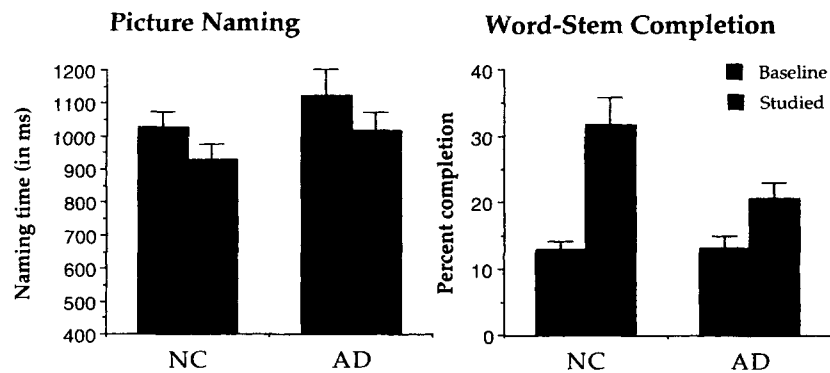 Picture Naming
Naming time (in ms)
1200
1100
1000
900
800
700
600
500
400
NC
AD
Word-Stem Completion
Percent completion
40
30
20
10
0
NC
AD
Baseline
Studied